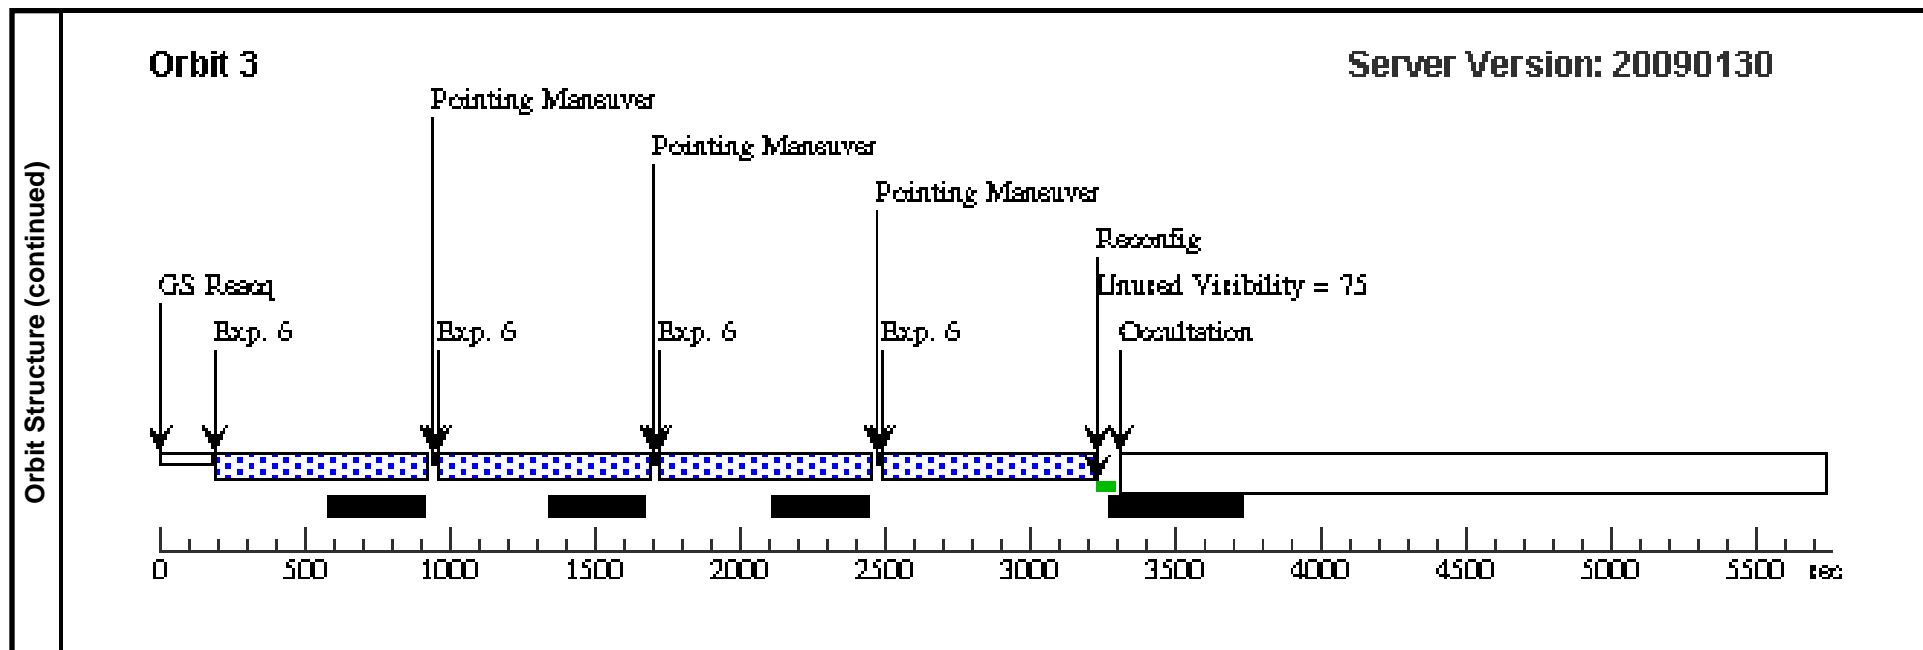 Orbit Structure (continued)
Orbit 3
Server Version: 20090130
Pointing Maneuver
Pointing Maneuver
Pointing Maneuver
Reconfig
GS Reacq
Unused Visibility = 75
Exp. 6
Exp. 6
Exp. 6
Exp. 6
Occultation
0 500 1000 1500 2000 2500 3000 3500 4000 4500 5000 5500 sec